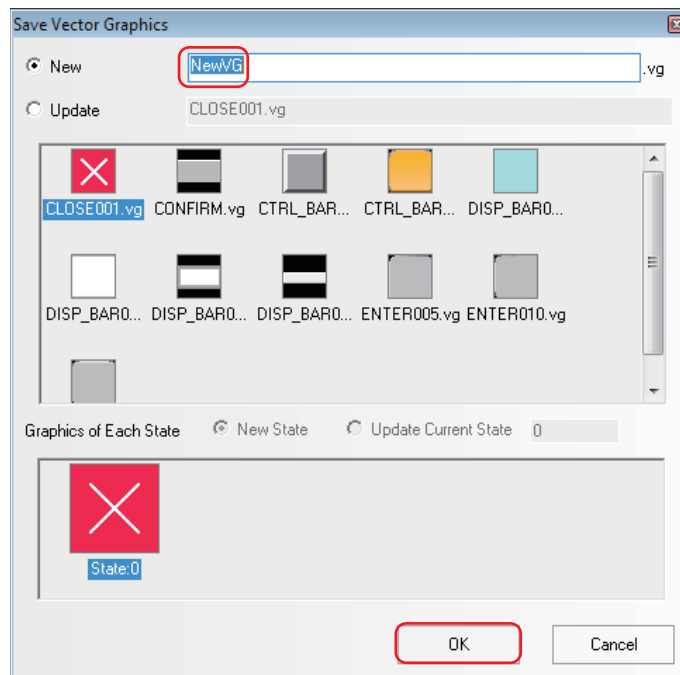 Save Vector Graphics
New NewVG .vg
Update CLOSE001.vg
CLOSE001.vg CONFIRM.vg CTRL_BAR... CTRL_BAR... DISP_BAR0...
DISP_BAR0... DISP_BAR0... DISP_BAR0... ENTER005.vg ENTER010.vg
Graphics of Each State New State Update Current State 0
State:0
OK Cancel